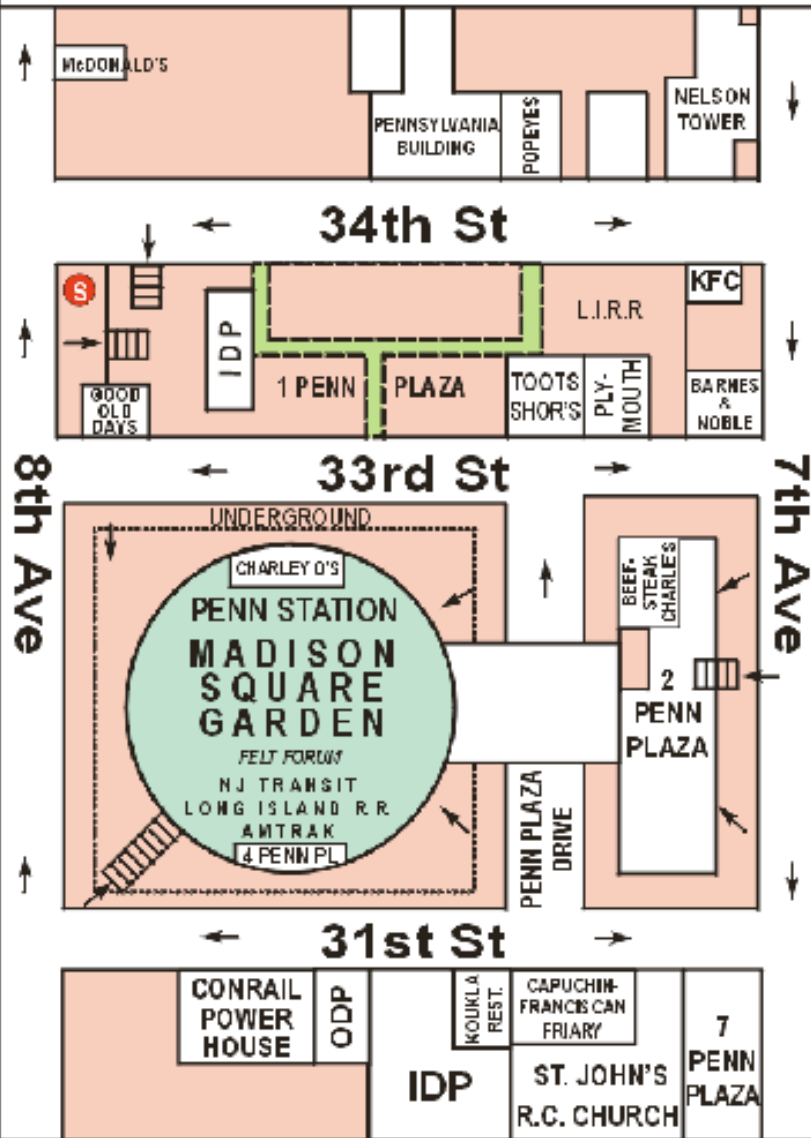 McDONALD'S
PENNSYLVANIA
BUILDING
POPEYES
NELSON
TOWER
34th St
S
IDP
L.I.R.R
KFC
1 PENN PLAZA
GOOD
OLD
DAYS
TOOTS
SHOR'S
PLY-
MOUTH
BARNES
&
NOBLE
8th Ave
33rd St
7th Ave
UNDERGROUND
CHARLEY O'S
PENN STATION
MADISON
SQUARE
GARDEN
FELT FORUM
NJ TRANSIT
LONG ISLAND R R
AMTRAK
4 PENN PL
BEEF-
STEAK
CHARLIES
2
PENN
PLAZA
PENN PLAZA
DRIVE
31st St
CONRAIL
POWER
HOUSE
ODP
IDP
KOUKLA
REST.
CAPUCHIN-
FRANCISCAN
FRIARY
ST. JOHN'S
R.C. CHURCH
7
PENN
PLAZA